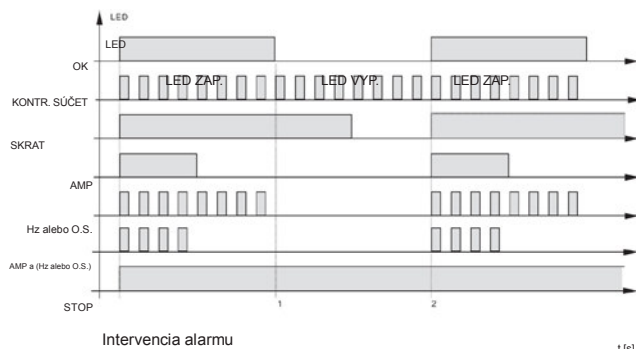 LED
LED
OK
LED ZAP. LED VYP. LED ZAP.
KONTR. SÚČET
SKRAT
AMP
Hz alebo O.S.
AMP a (Hz alebo O.S.)
STOP
1 2
Intervencia alarmu
t [s]